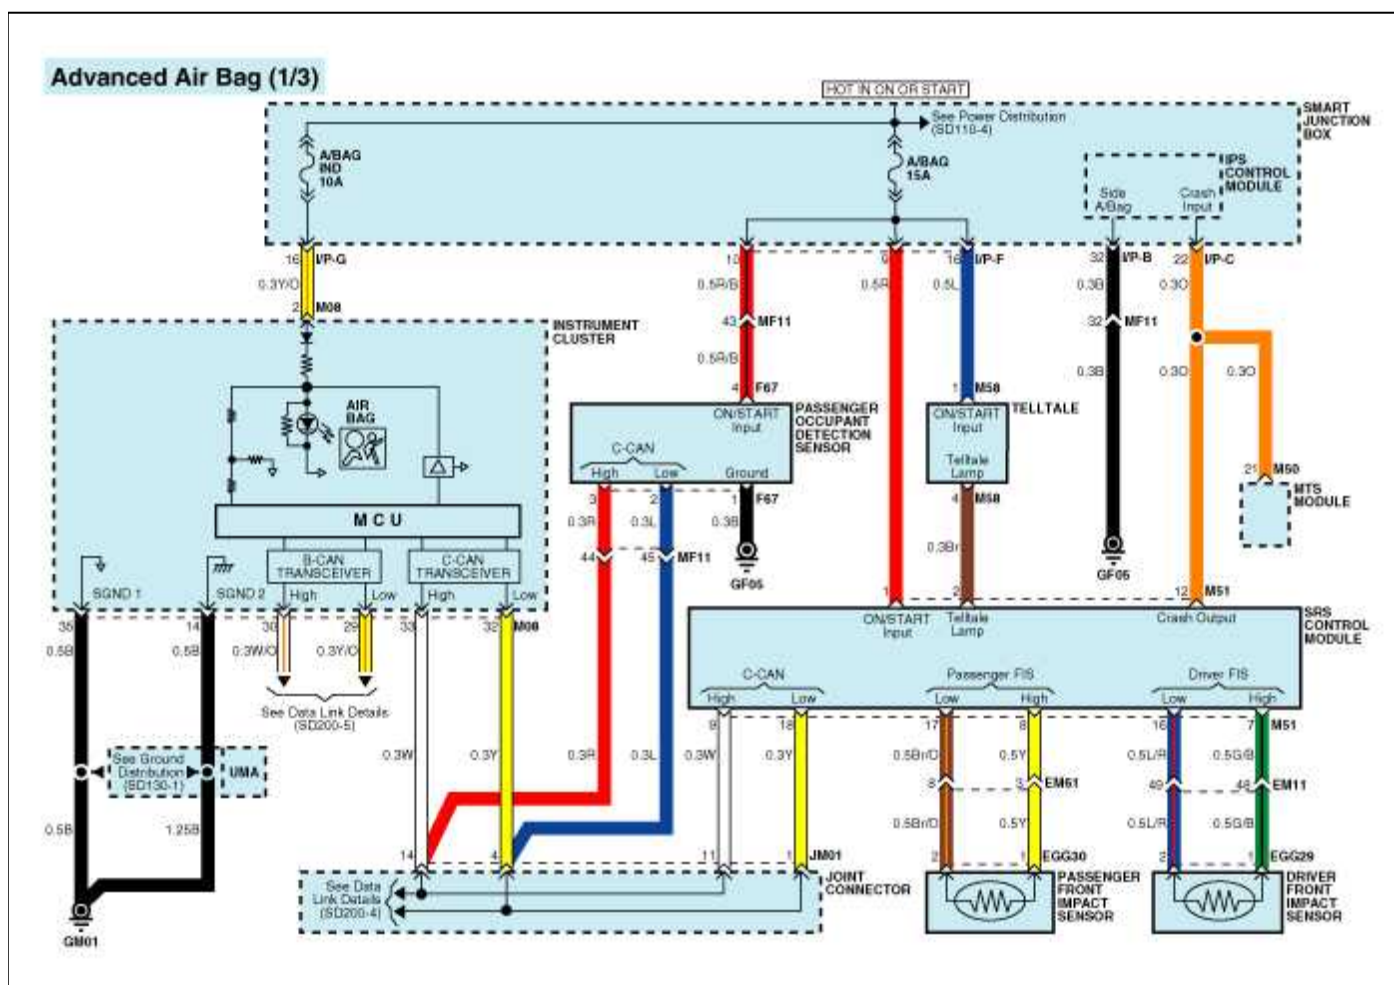 Advanced Air Bag (1/3)
HOT IN ON OR START
See Power Distribution
(SD110-4)
SMART
JUNCTION
BOX
A/BAG
IND
10A
A/BAG
15A
IPS
CONTROL
MODULE
Side
A/Bag
Crash
Input
16 I/P-G
10
9
16 I/P-F
32 I/P-B
22 I/P-C
0.3Y/O
0.5R/B
0.5R
0.5L
0.3B
0.3O
2 M08
43 MF11
32 MF11
INSTRUMENT
CLUSTER
0.5R/B
0.3B
0.3O
0.3O
4 F67
1 M58
AIR
BAG
ON/START
Input
PASSENGER
OCCUPANT
DETECTION
SENSOR
ON/START
Input
TELLTALE
C-CAN
High
Low
Ground
Telltale
Lamp
21 M50
MTS
MODULE
3
2
1 F67
4 M58
0.3R
0.3L
0.3B
0.3Br
MCU
44
45 MF11
GF05
GF05
B-CAN
TRANSCEIVER
C-CAN
TRANSCEIVER
SGND 1
SGND 2
High
Low
High
Low
1
2
12 M51
35
14
30
29
33
32 M08
ON/START
Input
Telltale
Lamp
Crash Output
SRS
CONTROL
MODULE
0.5B
0.5B
0.3W/O
0.3Y/O
C-CAN
High
Low
Passenger FIS
Low
High
Driver FIS
Low
High
See Data Link Details
(SD200-5)
9
18
17
8
16
7 M51
See Ground
Distribution
(SD130-1)
UMA
0.3W
0.3Y
0.3R
0.3L
0.3W
0.3Y
0.5Br/O
0.5Y
0.5L/R
0.5G/B
8
3 EM61
49
48 EM11
0.5B
1.25B
0.5Br/O
0.5Y
0.5L/R
0.5G/B
14
4
11
1 JM01
2
1 EGG30
2
1 EGG29
See Data
Link Details
(SD200-4)
JOINT
CONNECTOR
PASSENGER
FRONT
IMPACT
SENSOR
DRIVER
FRONT
IMPACT
SENSOR
GM01